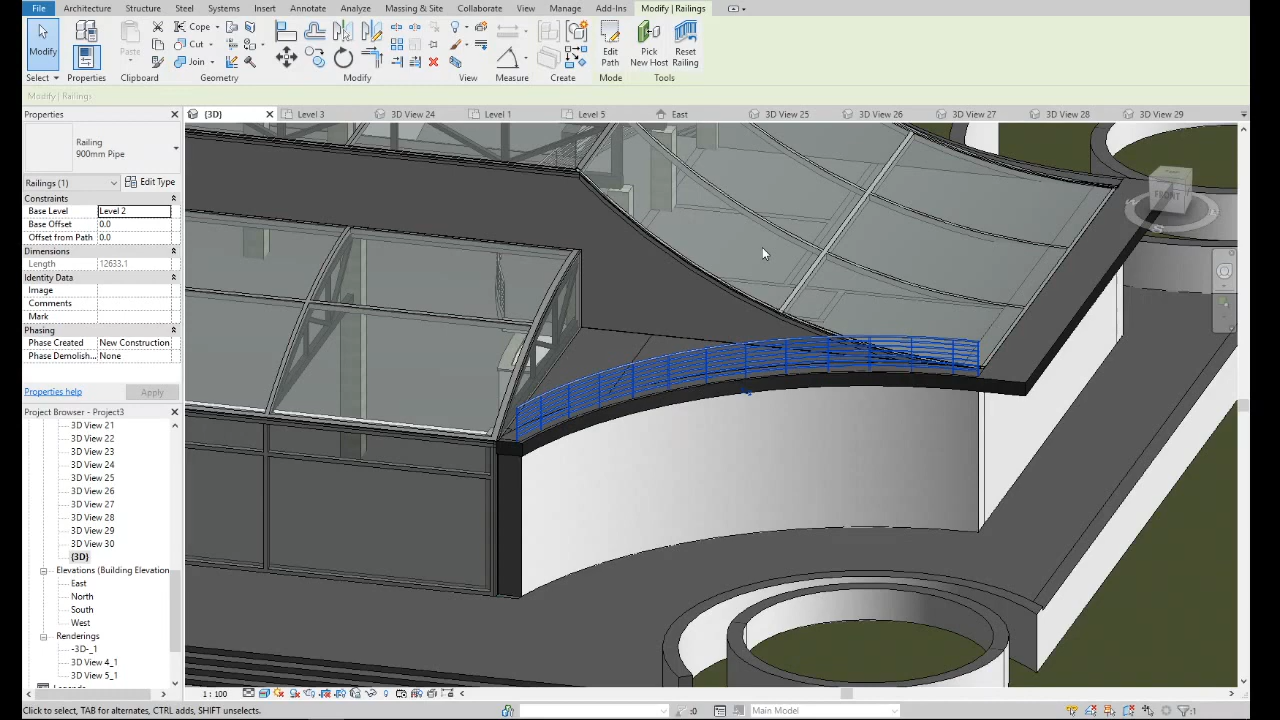 File Architecture Structure Steel Systems Insert Annotate Analyze Massing & Site Collaborate View Manage Add-Ins Modify | Railings
Modify Paste Cope Cut Join Edit Path Pick New Host Reset Railing
Select Properties Clipboard Geometry Modify View Measure Create Mode Tools
Modify | Railings
Properties
{3D} Level 3 3D View 24 Level 1 Level 5 East 3D View 25 3D View 26 3D View 27 3D View 28 3D View 29
Railing
900mm Pipe
Railings (1) Edit Type
Constraints
Base Level Level 2
Base Offset 0.0
Offset from Path 0.0
Dimensions
Length 12633.1
Identity Data
Image
Comments
Mark
Phasing
Phase Created New Construction
Phase Demolish... None
Properties help Apply
Project Browser - Project3
3D View 21
3D View 22
3D View 23
3D View 24
3D View 25
3D View 26
3D View 27
3D View 28
3D View 29
3D View 30
{3D}
Elevations (Building Elevation
East
North
South
West
Renderings
-3D-_1
3D View 4_1
3D View 5_1
FRONT
S
1 : 100
Click to select, TAB for alternates, CTRL adds, SHIFT unselects.
:0
Main Model
:1